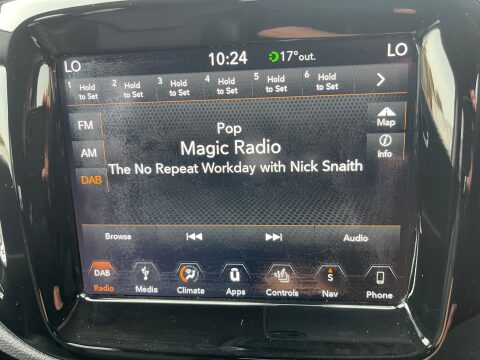 LO 10:24 17° out. LO
1 Hold to Set 2 Hold to Set 3 Hold to Set 4 Hold to Set 5 Hold to Set 6 Hold to Set
FM
Pop
Map
Magic Radio
AM
Info
The No Repeat Workday with Nick Snaith
DAB
Browse Audio
DAB S
Radio Media Climate Apps Controls Nav Phone